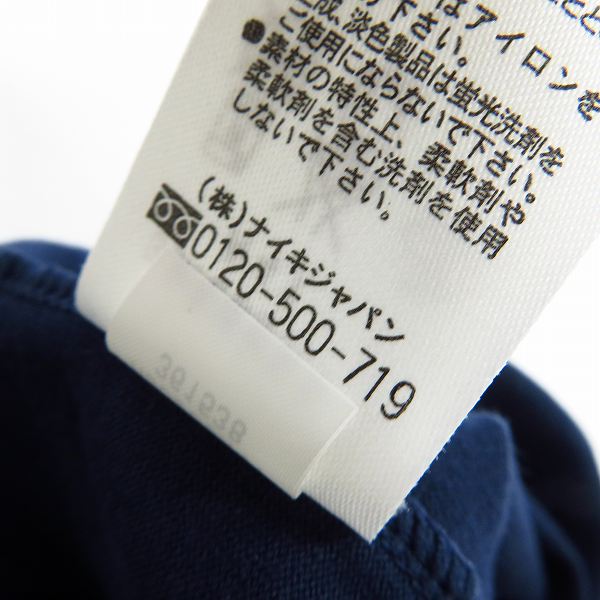 はアイロンを
下さい。
淡色製品は蛍光洗剤を
ご使用にならないで下さい。
素材の特性上、柔軟剤や
柔軟剤を含む洗剤を使用
しないで下さい。
(株)ナイキジャパン
0120-500-719